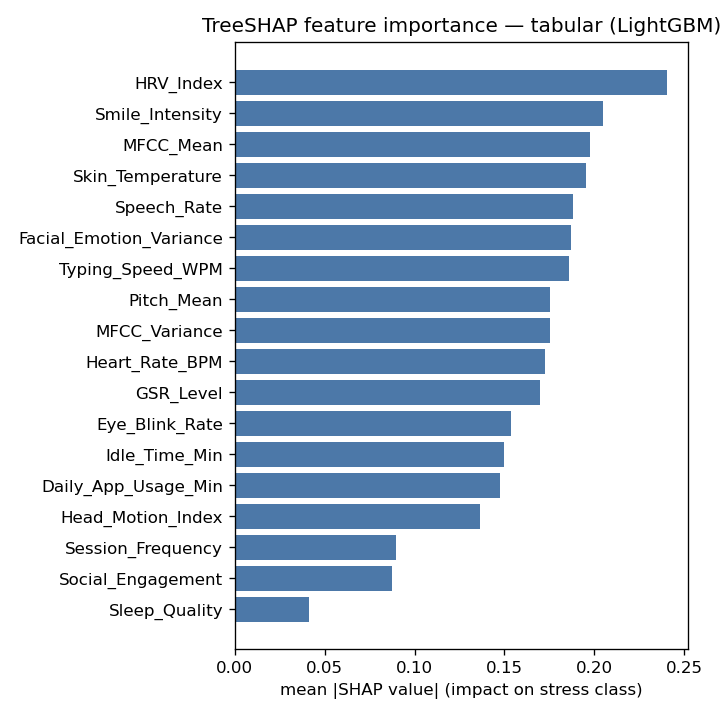 TreeSHAP feature importance — tabular (LightGBM)
HRV_Index
Smile_Intensity
MFCC_Mean
Skin_Temperature
Speech_Rate
Facial_Emotion_Variance
Typing_Speed_WPM
Pitch_Mean
MFCC_Variance
Heart_Rate_BPM
GSR_Level
Eye_Blink_Rate
Idle_Time_Min
Daily_App_Usage_Min
Head_Motion_Index
Session_Frequency
Social_Engagement
Sleep_Quality
0.00 0.05 0.10 0.15 0.20 0.25
mean |SHAP value| (impact on stress class)